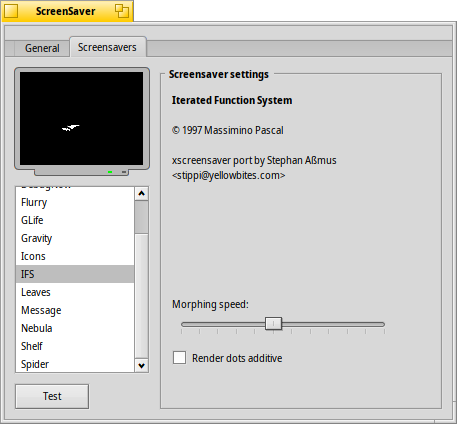 ScreenSaver
General
Screensavers
Flurry
GLife
Gravity
Icons
IFS
Leaves
Message
Nebula
Shelf
Spider
Test
Screensaver settings
Iterated Function System
© 1997 Massimino Pascal
xscreensaver port by Stephan Aßmus
<stippi@yellowbites.com>
Morphing speed:
Render dots additive